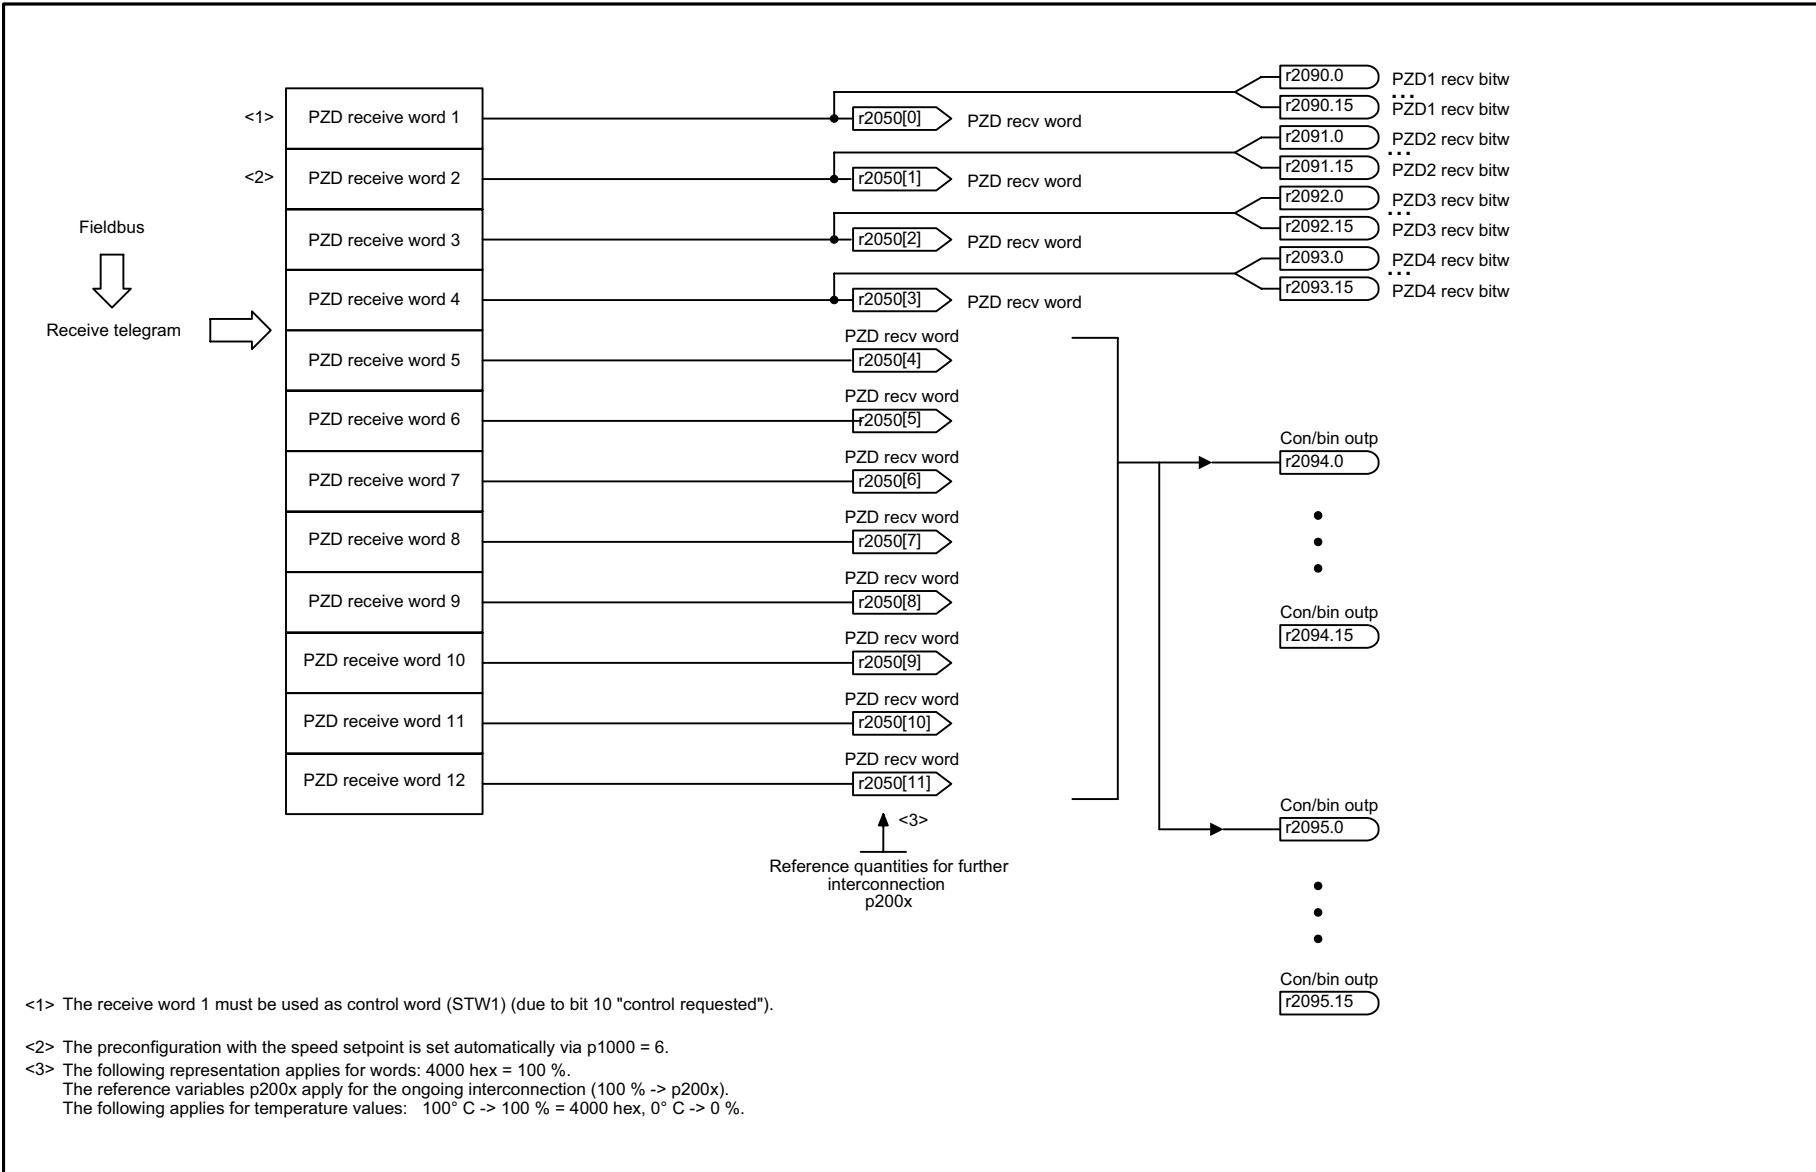 <1>
PZD receive word 1
r2050[0]
PZD recv word
r2090.0
PZD1 recv bitw
...
r2090.15
PZD1 recv bitw
<2>
PZD receive word 2
r2050[1]
PZD recv word
r2091.0
PZD2 recv bitw
...
r2091.15
PZD2 recv bitw
PZD receive word 3
r2050[2]
PZD recv word
r2092.0
PZD3 recv bitw
...
r2092.15
PZD3 recv bitw
PZD receive word 4
r2050[3]
PZD recv word
r2093.0
PZD4 recv bitw
...
r2093.15
PZD4 recv bitw
Fieldbus
Receive telegram
PZD receive word 5
PZD recv word
r2050[4]
PZD receive word 6
PZD recv word
r2050[5]
PZD receive word 7
PZD recv word
r2050[6]
PZD receive word 8
PZD recv word
r2050[7]
PZD receive word 9
PZD recv word
r2050[8]
PZD receive word 10
PZD recv word
r2050[9]
PZD receive word 11
PZD recv word
r2050[10]
PZD receive word 12
PZD recv word
r2050[11]
<3>
Reference quantities for further
interconnection
p200x
Con/bin outp
r2094.0
Con/bin outp
r2094.15
Con/bin outp
r2095.0
Con/bin outp
r2095.15
<1> The receive word 1 must be used as control word (STW1) (due to bit 10 "control requested").
<2> The preconfiguration with the speed setpoint is set automatically via p1000 = 6.
<3> The following representation applies for words: 4000 hex = 100 %.
The reference variables p200x apply for the ongoing interconnection (100 % -> p200x).
The following applies for temperature values: 100° C -> 100 % = 4000 hex, 0° C -> 0 %.